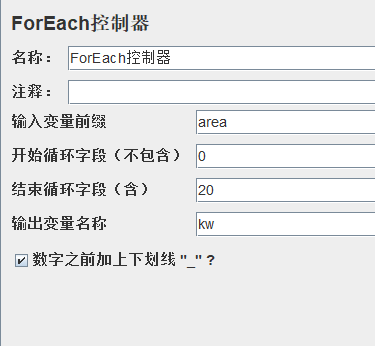 ForEach控制器
名称： ForEach控制器
注释：
输入变量前缀 area
开始循环字段（不包含） 0
结束循环字段（含） 20
输出变量名称 kw
数字之前加上下划线 "_" ?